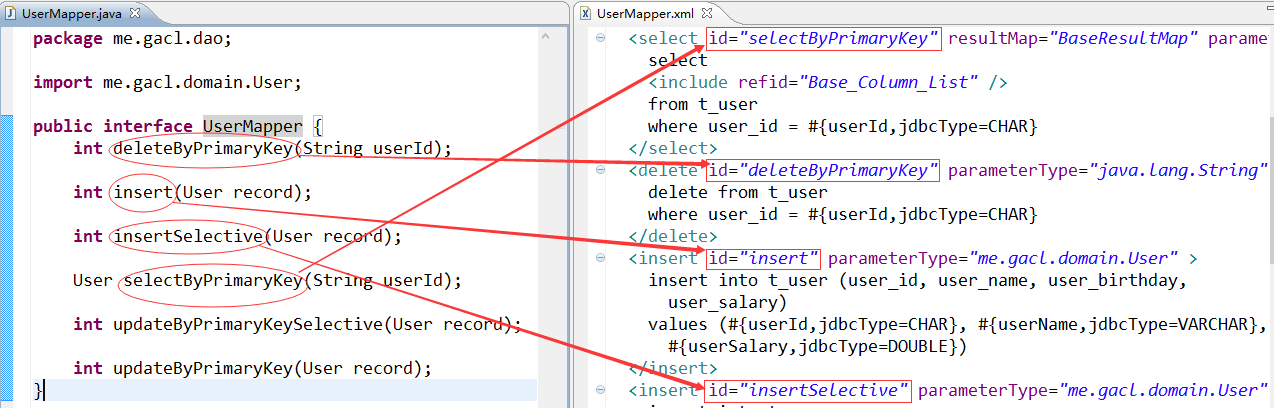 UserMapper.java
package me.gacl.dao;
import me.gacl.domain.User;
public interface UserMapper {
int deleteByPrimaryKey(String userId);
int insert(User record);
int insertSelective(User record);
User selectByPrimaryKey(String userId);
int updateByPrimaryKeySelective(User record);
int updateByPrimaryKey(User record);
}
UserMapper.xml
<select id="selectByPrimaryKey" resultMap="BaseResultMap" parame
select
<include refid="Base_Column_List" />
from t_user
where user_id = #{userId,jdbcType=CHAR}
</select>
<delete id="deleteByPrimaryKey" parameterType="java.lang.String"
delete from t_user
where user_id = #{userId,jdbcType=CHAR}
</delete>
<insert id="insert" parameterType="me.gacl.domain.User" >
insert into t_user (user_id, user_name, user_birthday,
user_salary)
values (#{userId,jdbcType=CHAR}, #{userName,jdbcType=VARCHAR},
#{userSalary,jdbcType=DOUBLE})
</insert>
<insert id="insertSelective" parameterType="me.gacl.domain.User"